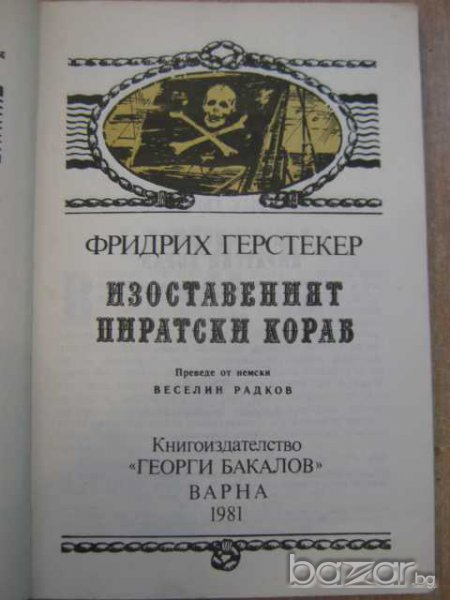 ФРИДРИХ ГЕРСТЕКЕР
ИЗОСТАВЕНИЯТ
ПИРАТСКИ КОРАБ
Преведе от немски
ВЕСЕЛИН РАДКОВ
Книгоиздателство
«ГЕОРГИ БАКАЛОВ»
ВАРНА
1981
bazar.bg